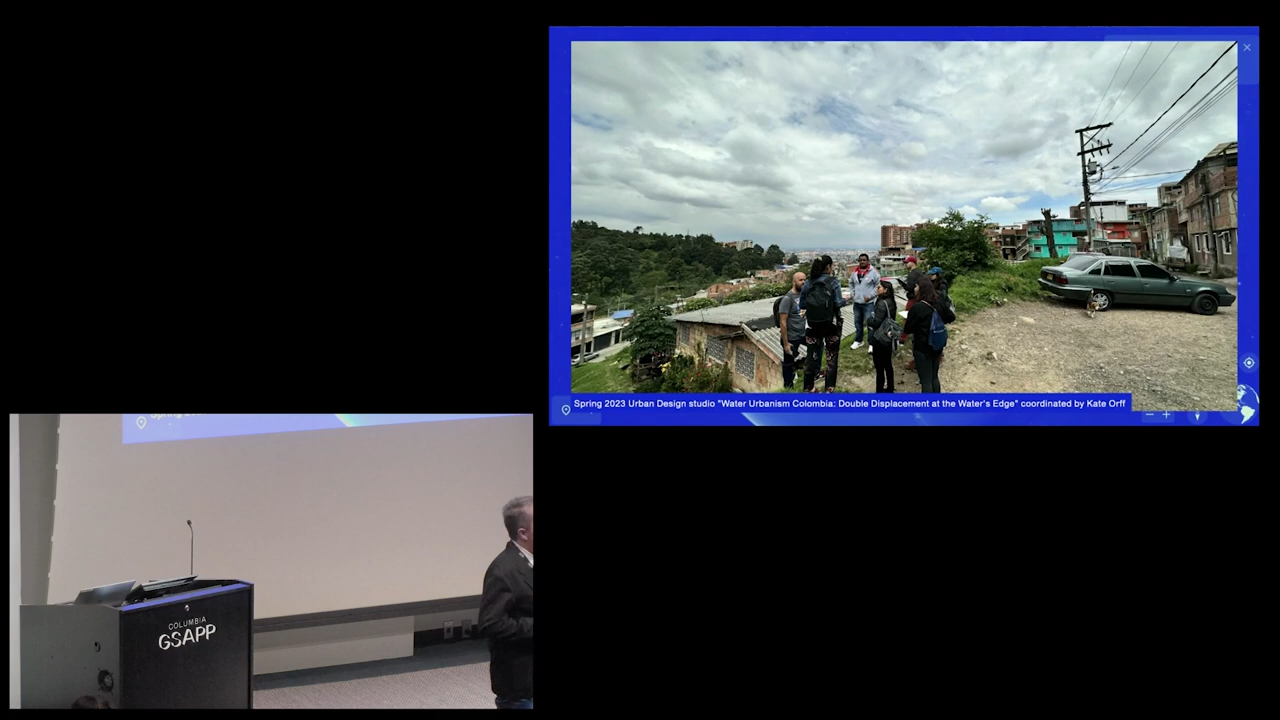 Spring 2023 Urban Design studio "Water Urbanism Colombia: Double Displacement at the Water's Edge" coordinated by Kate Orff
COLUMBIA
GSAPP